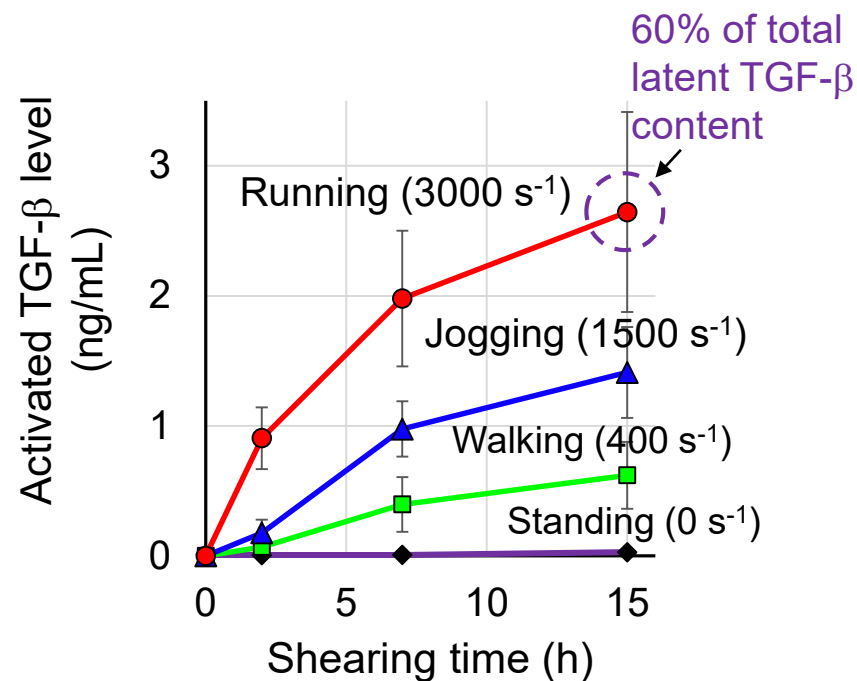 60% of total
latent TGF-β
content
Activated TGF-β level
(ng/mL)
3
2
1
0
Running (3000 s⁻¹)
Jogging (1500 s⁻¹)
Walking (400 s⁻¹)
Standing (0 s⁻¹)
0 5 10 15
Shearing time (h)